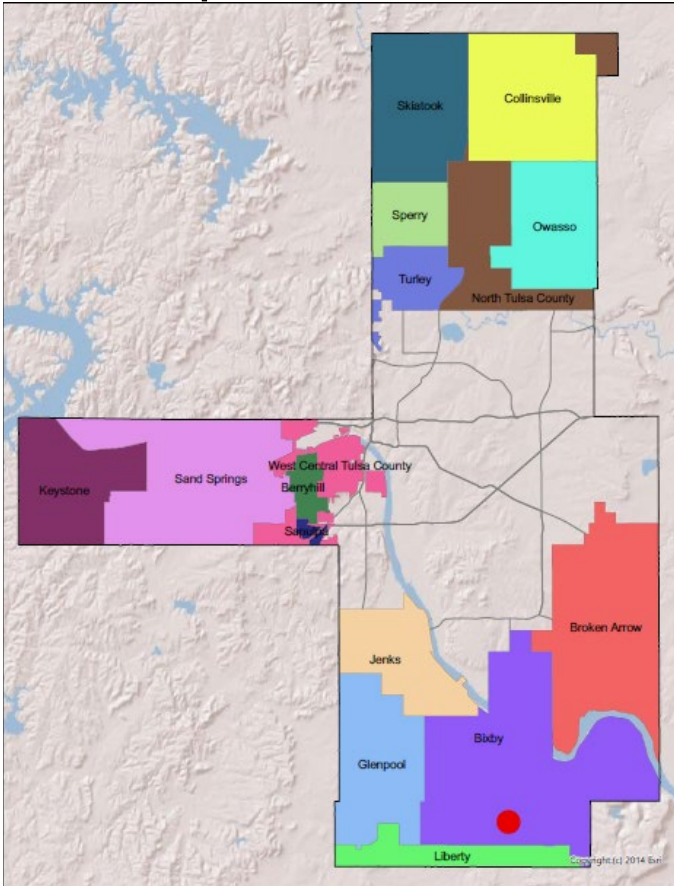 Skiatook
Collinsville
Sperry
Owasso
Turley
North Tulsa County
West Central Tulsa County
Sand Springs
Berryhill
Keystone
Sapulpa
Broken Arrow
Jenks
Bixby
Glenpool
Liberty
Copyright:(c) 2014 Esri